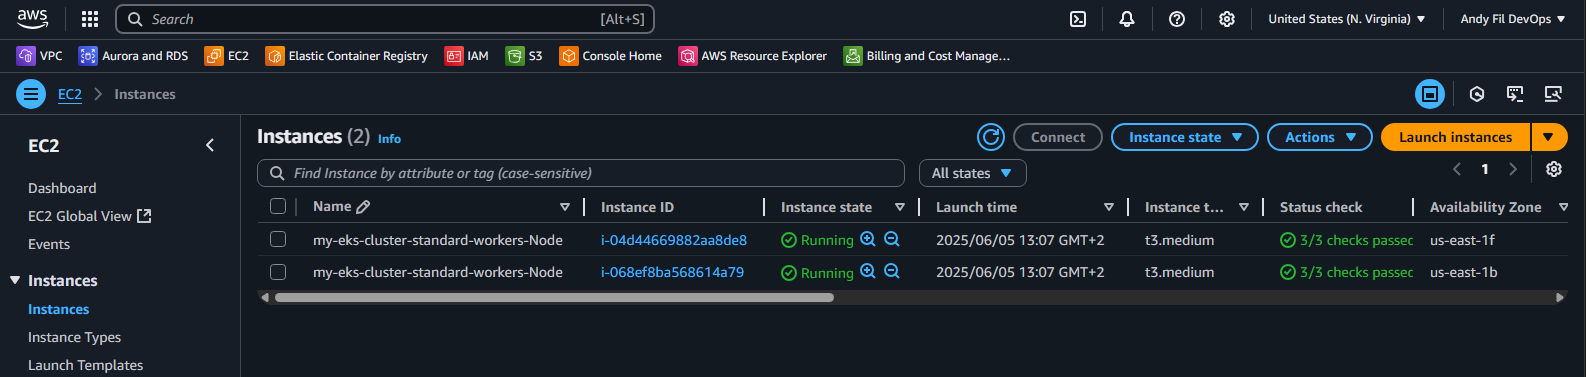 aws Search [Alt+S] United States (N. Virginia) Andy Fil DevOps
VPC Aurora and RDS EC2 Elastic Container Registry IAM S3 Console Home AWS Resource Explorer Billing and Cost Manage...
EC2 Instances
EC2
Dashboard
EC2 Global View
Events
Instances
Instances
Instance Types
Launch Templates
Instances (2) Info Connect Instance state Actions Launch instances
Find Instance by attribute or tag (case-sensitive) All states 1
Name Instance ID Instance state Launch time Instance t... Status check Availability Zone
my-eks-cluster-standard-workers-Node i-04d44669882aa8de8 Running 2025/06/05 13:07 GMT+2 t3.medium 3/3 checks passed us-east-1f
my-eks-cluster-standard-workers-Node i-068ef8ba568614a79 Running 2025/06/05 13:07 GMT+2 t3.medium 3/3 checks passed us-east-1b